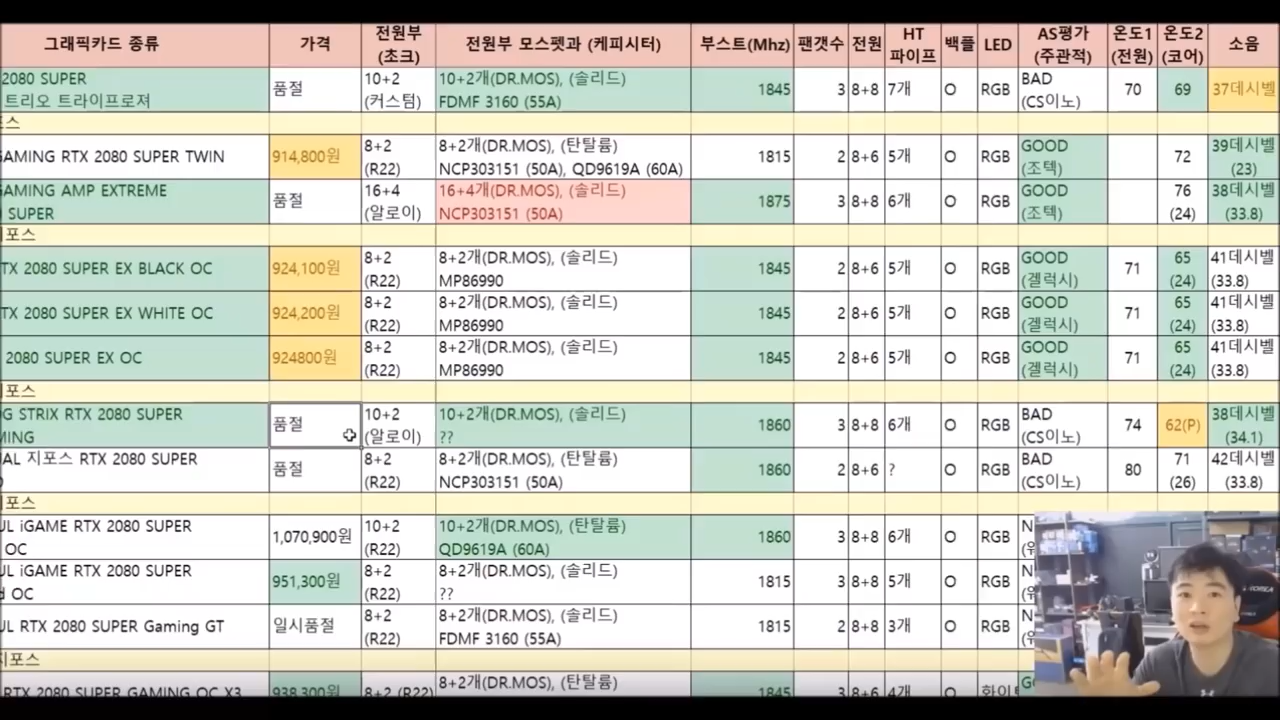 그래픽카드 종류 가격 전원부 (초크) 전원부 모스펫과 (케피시터) 부스트(Mhz) 팬갯수 전원 HT 파이프 백플 LED AS평가 (주관적) 온도1 (전원) 온도2 (코어) 소음
2080 SUPER 트리오 트라이프로져 품절 10+2 (커스텀) 10+2개(DR.MOS), (솔리드) FDMF 3160 (55A) 1845 3 8+8 7개 O RGB BAD (CS이노) 70 69 37데시벨
포스
GAMING RTX 2080 SUPER TWIN 914,800원 8+2 (R22) 8+2개(DR.MOS), (탄탈륨) NCP303151 (50A), QD9619A (60A) 1815 2 8+6 5개 O RGB GOOD (조텍) 72 39데시벨 (23)
GAMING AMP EXTREME SUPER 품절 16+4 (알로이) 16+4개(DR.MOS), (솔리드) NCP303151 (50A) 1875 3 8+8 6개 O RGB GOOD (조텍) 76 (24) 38데시벨 (33.8)
지포스
TX 2080 SUPER EX BLACK OC 924,100원 8+2 (R22) 8+2개(DR.MOS), (솔리드) MP86990 1845 2 8+6 5개 O RGB GOOD (겔럭시) 71 65 (24) 41데시벨 (33.8)
TX 2080 SUPER EX WHITE OC 924,200원 8+2 (R22) 8+2개(DR.MOS), (솔리드) MP86990 1845 2 8+6 5개 O RGB GOOD (겔럭시) 71 65 (24) 41데시벨 (33.8)
2080 SUPER EX OC 924800원 8+2 (R22) 8+2개(DR.MOS), (솔리드) MP86990 1845 2 8+6 5개 O RGB GOOD (겔럭시) 71 65 (24) 41데시벨 (33.8)
지포스
G STRIX RTX 2080 SUPER MING 품절 10+2 (알로이) 10+2개(DR.MOS), (솔리드) ?? 1860 3 8+8 6개 O RGB BAD (CS이노) 74 62(P) 38데시벨 (34.1)
AL 지포스 RTX 2080 SUPER 품절 8+2 (R22) 8+2개(DR.MOS), (탄탈륨) NCP303151 (50A) 1860 2 8+6 ? O RGB BAD (CS이노) 80 71 (26) 42데시벨 (33.8)
지포스
UL iGAME RTX 2080 SUPER OC 1,070,900원 10+2 (R22) 10+2개(DR.MOS), (탄탈륨) QD9619A (60A) 1860 3 8+8 6개 O RGB
UL iGAME RTX 2080 SUPER d OC 951,300원 8+2 (R22) 8+2개(DR.MOS), (솔리드) ?? 1815 3 8+8 5개 O RGB
UL RTX 2080 SUPER Gaming GT 일시품절 8+2 (R22) 8+2개(DR.MOS), (솔리드) FDMF 3160 (55A) 1815 2 8+8 3개 O RGB
지포스
RTX 2080 SUPER GAMING OC X3 938,300원 8+2 (R22) 8+2개(DR.MOS), (탄탈륨) 1845 3 8+6 4개 O